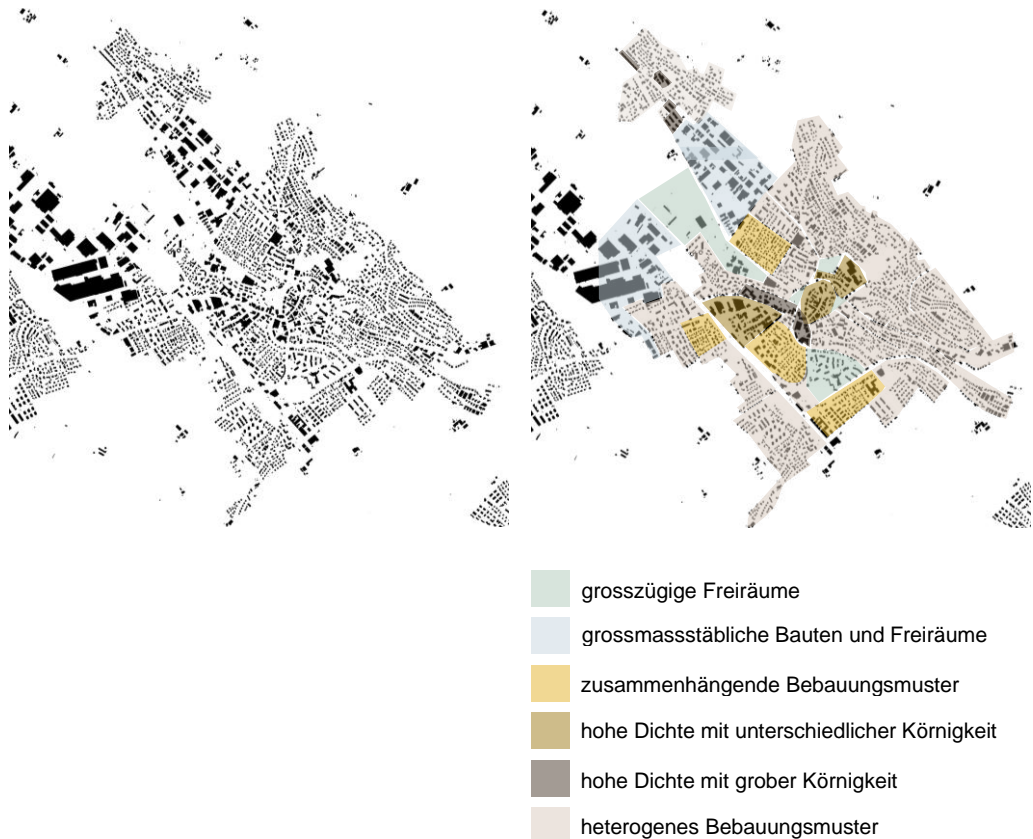 grosszügige Freiräume
grossmassstäbliche Bauten und Freiräume
zusammenhängende Bebauungsmuster
hohe Dichte mit unterschiedlicher Körnigkeit
hohe Dichte mit grober Körnigkeit
heterogenes Bebauungsmuster